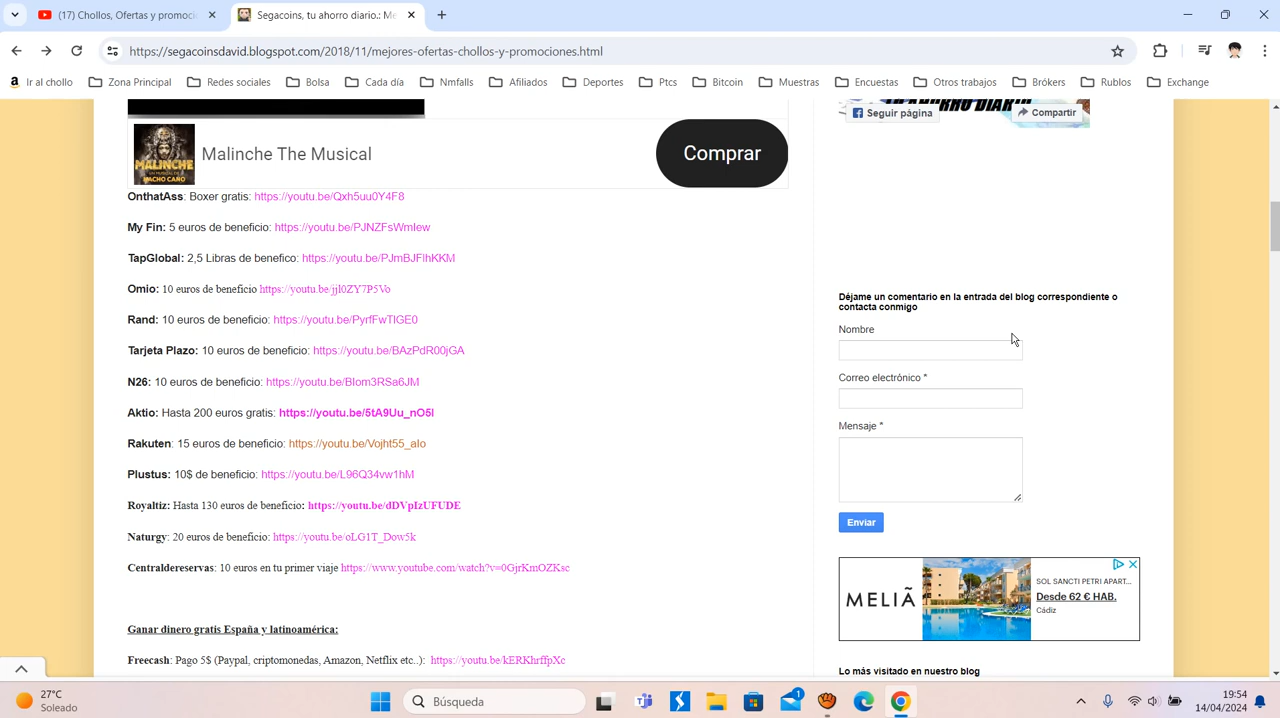 (17) Chollos, Ofertas y promoci
Segacoins, tu ahorro diario.: Me
https://segacoinsdavid.blogspot.com/2018/11/mejores-ofertas-chollos-y-promociones.html
Ir al chollo
Zona Principal
Redes sociales
Bolsa
Cada día
Nmfalls
Afiliados
Deportes
Ptcs
Bitcoin
Muestras
Encuestas
Otros trabajos
Brókers
Rublos
Exchange
Seguir página
Compartir
MALINCHE
Malinche The Musical
Comprar
OnthatAss: Boxer gratis: https://youtu.be/Qxh5uu0Y4F8
My Fin: 5 euros de beneficio: https://youtu.be/PJNZFsWmIew
TapGlobal: 2,5 Libras de benefico: https://youtu.be/PJmBJFlhKKM
Omio: 10 euros de beneficio https://youtu.be/jjI0ZY7P5Vo
Rand: 10 euros de beneficio: https://youtu.be/PyrfFwTIGE0
Tarjeta Plazo: 10 euros de beneficio: https://youtu.be/BAzPdR00jGA
N26: 10 euros de beneficio: https://youtu.be/BIom3RSa6JM
Aktio: Hasta 200 euros gratis: https://youtu.be/5tA9Uu_nO5I
Rakuten: 15 euros de beneficio: https://youtu.be/Vojht55_aIo
Plustus: 10$ de beneficio: https://youtu.be/L96Q34vw1hM
Royaltiz: Hasta 130 euros de beneficio: https://youtu.be/dDVpIzUFUDE
Naturgy: 20 euros de beneficio: https://youtu.be/oLG1T_Dow5k
Centraldereservas: 10 euros en tu primer viaje https://www.youtube.com/watch?v=0GjrKmOZKsc
Ganar dinero gratis España y latinoamérica:
Freecash: Pago 5$ (Paypal, criptomonedas, Amazon, Netflix etc..): https://youtu.be/kERKhrffpXc
Déjame un comentario en la entrada del blog correspondiente o
contacta conmigo
Nombre
Correo electrónico *
Mensaje *
Enviar
MELIÃ
SOL SANCTI PETRI APART...
Desde 62 € HAB.
Cádiz
Lo más visitado en nuestro blog
27°C
Soleado
Búsqueda
1
19:54
14/04/2024